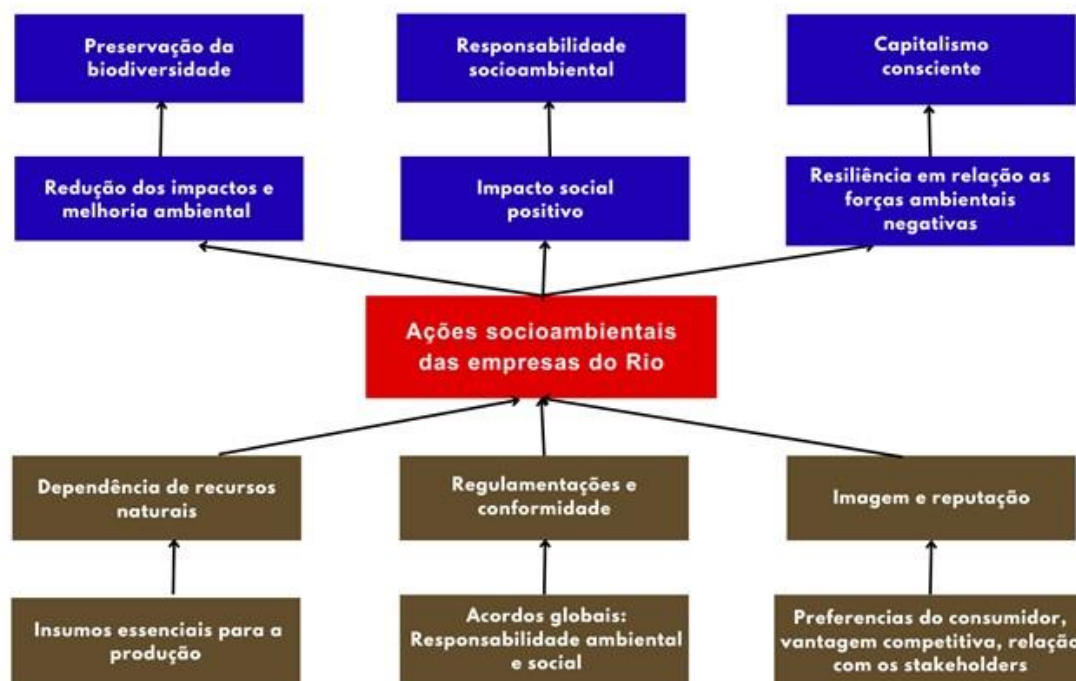 Preservação da
biodiversidade
Responsabilidade
socioambiental
Capitalismo
consciente
Redução dos impactos e
melhoria ambiental
Impacto social
positivo
Resiliência em relação as
forças ambientais
negativas
Ações socioambientais
das empresas do Rio
Dependência de recursos
naturais
Regulamentações e
conformidade
Imagem e reputação
Insumos essenciais para a
produção
Acordos globais:
Responsabilidade ambiental
e social
Preferencias do consumidor,
vantagem competitiva, relação
com os stakeholders